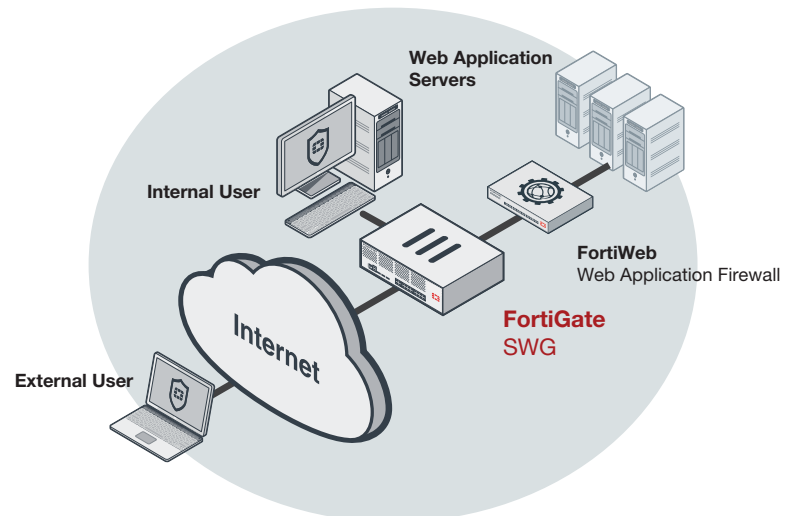 Web Application
Servers
Internal User
FortiWeb
Web Application Firewall
FortiGate
SWG
Internet
External User